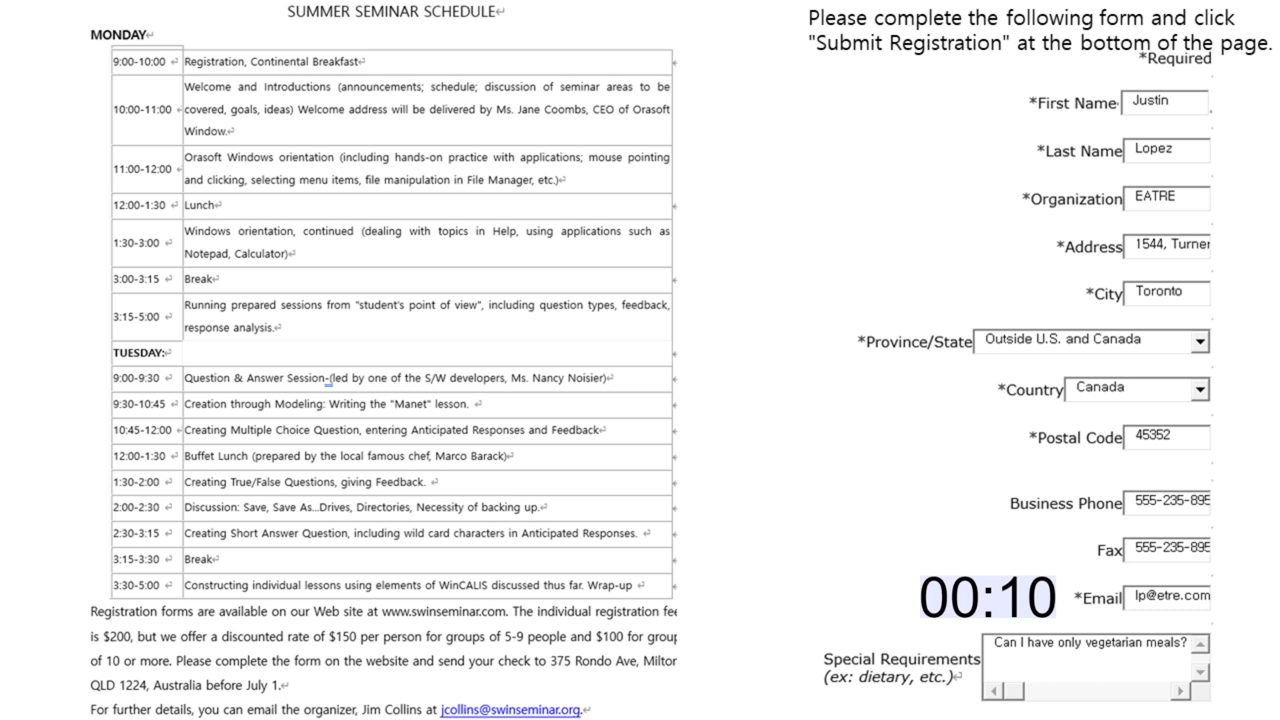 SUMMER SEMINAR SCHEDULE
MONDAY
9:00-10:00 Registration, Continental Breakfast
Welcome and Introductions (announcements; schedule; discussion of seminar areas to be
10:00-11:00 covered, goals, ideas) Welcome address will be delivered by Ms. Jane Coombs, CEO of Orasoft
Window.
11:00-12:00 Orasoft Windows orientation (including hands-on practice with applications; mouse pointing
and clicking, selecting menu items, file manipulation in File Manager, etc.)
12:00-1:30 Lunch
1:30-3:00 Windows orientation, continued (dealing with topics in Help, using applications such as
Notepad, Calculator)
3:00-3:15 Break
3:15-5:00 Running prepared sessions from "student's point of view", including question types, feedback,
response analysis.
TUESDAY:
9:00-9:30 Question & Answer Session-(led by one of the S/W developers, Ms. Nancy Noisier)
9:30-10:45 Creation through Modeling: Writing the "Manet" lesson.
10:45-12:00 Creating Multiple Choice Question, entering Anticipated Responses and Feedback
12:00-1:30 Buffet Lunch (prepared by the local famous chef, Marco Barack)
1:30-2:00 Creating True/False Questions, giving Feedback.
2:00-2:30 Discussion: Save, Save As...Drives, Directories, Necessity of backing up.
2:30-3:15 Creating Short Answer Question, including wild card characters in Anticipated Responses.
3:15-3:30 Break
3:30-5:00 Constructing individual lessons using elements of WinCALIS discussed thus far. Wrap-up
Registration forms are available on our Web site at www.swinseminar.com. The individual registration fee
is $200, but we offer a discounted rate of $150 per person for groups of 5-9 people and $100 for group
of 10 or more. Please complete the form on the website and send your check to 375 Rondo Ave, Milton
QLD 1224, Australia before July 1.
For further details, you can email the organizer, Jim Collins at jcollins@swinseminar.org.
Please complete the following form and click
"Submit Registration" at the bottom of the page.
*Required
*First Name Justin
*Last Name Lopez
*Organization EATRE
*Address 1544, Turner
*City Toronto
*Province/State Outside U.S. and Canada
*Country Canada
*Postal Code 45352
Business Phone 555-235-895
Fax 555-235-895
00:10
*Email lp@etre.com
Can I have only vegetarian meals?
Special Requirements
(ex: dietary, etc.)